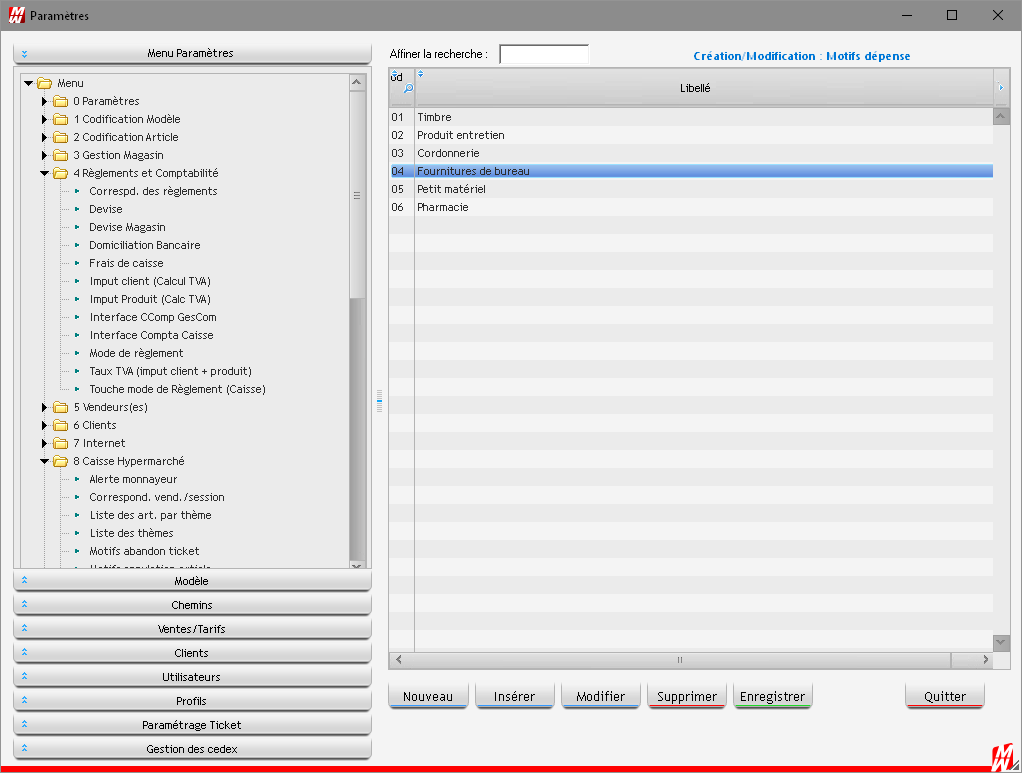 Paramètres
Menu Paramètres
Menu
0 Paramètres
1 Codification Modèle
2 Codification Article
3 Gestion Magasin
4 Règlements et Comptabilité
Correspd. des règlements
Devise
Devise Magasin
Domiciliation Bancaire
Frais de caisse
Imput client (Calcul TVA)
Imput Produit (Calc TVA)
Interface CComp GesCom
Interface Compta Caisse
Mode de règlement
Taux TVA (imput client + produit)
Touche mode de Règlement (Caisse)
5 Vendeurs(es)
6 Clients
7 Internet
8 Caisse Hypermarché
Alerte monnayeur
Correspond. vend./session
Liste des art. par thème
Liste des thèmes
Motifs abandon ticket
Modèle
Chemins
Ventes/Tarifs
Clients
Utilisateurs
Profils
Paramétrage Ticket
Gestion des cedex
Affiner la recherche :
Création/Modification : Motifs dépense
Libellé
01 Timbre
02 Produit entretien
03 Cordonnerie
04 Fournitures de bureau
05 Petit matériel
06 Pharmacie
Nouveau Insérer Modifier Supprimer Enregistrer Quitter